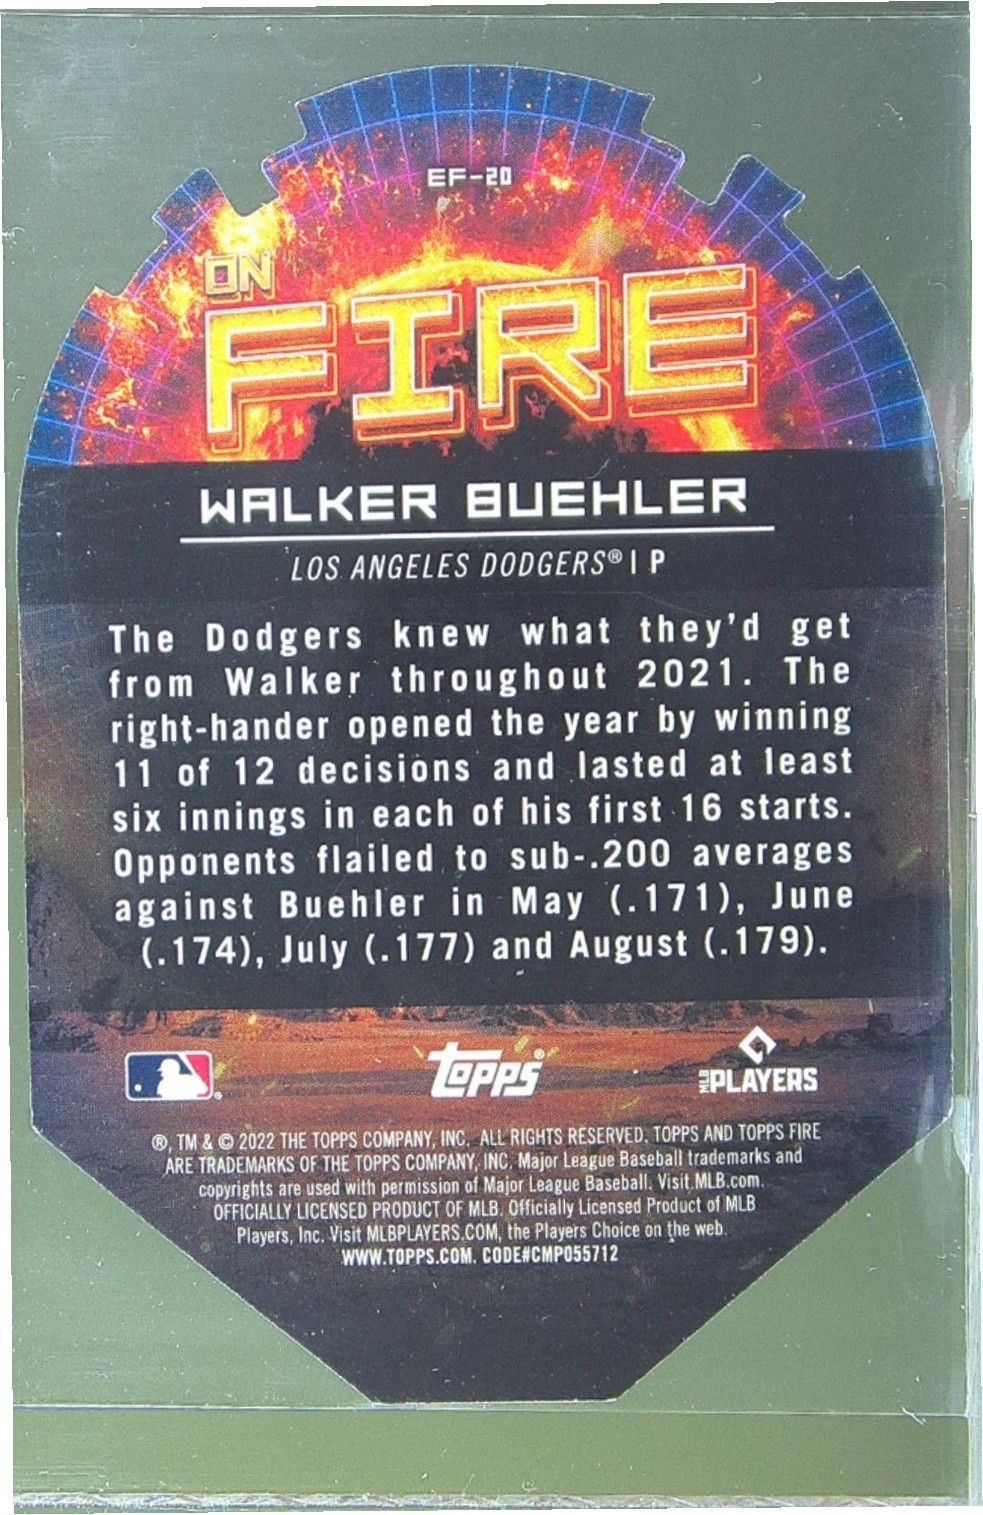 EF-20
ON
FIRE
WALKER BUEHLER
LOS ANGELES DODGERS® | P
The Dodgers knew what they'd get
from Walker throughout 2021. The
right-hander opened the year by winning
11 of 12 decisions and lasted at least
six innings in each of his first 16 starts.
Opponents flailed to sub-.200 averages
against Buehler in May (.171), June
(.174), July (.177) and August (.179).
Topps®
MLB PLAYERS
®, TM & © 2022 THE TOPPS COMPANY, INC. ALL RIGHTS RESERVED. TOPPS AND TOPPS FIRE
ARE TRADEMARKS OF THE TOPPS COMPANY, INC. Major League Baseball trademarks and
copyrights are used with permission of Major League Baseball. Visit MLB.com.
OFFICIALLY LICENSED PRODUCT OF MLB. Officially Licensed Product of MLB
Players, Inc. Visit MLBPLAYERS.COM, the Players Choice on the web.
WWW.TOPPS.COM. CODE#CMP055712